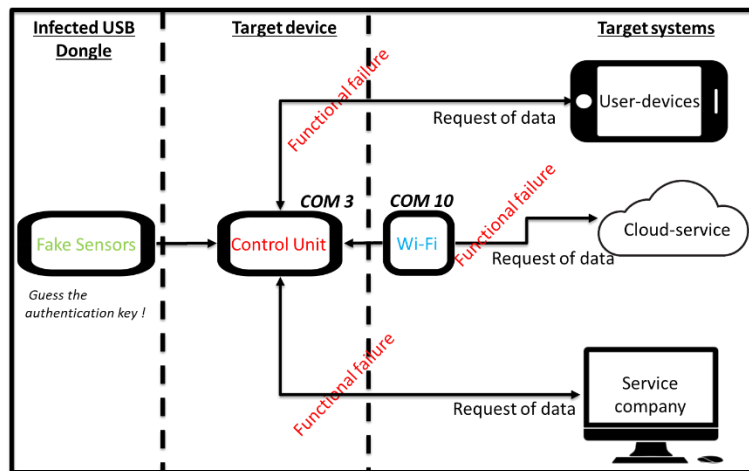 Infected USB
Dongle
Target device
Target systems
Functional failure
User-devices
Request of data
COM 3
COM 10
Fake Sensors
Control Unit
Wi-Fi
Functional failure
Cloud-service
Request of data
Guess the
authentication key !
Functional failure
Service
company
Request of data